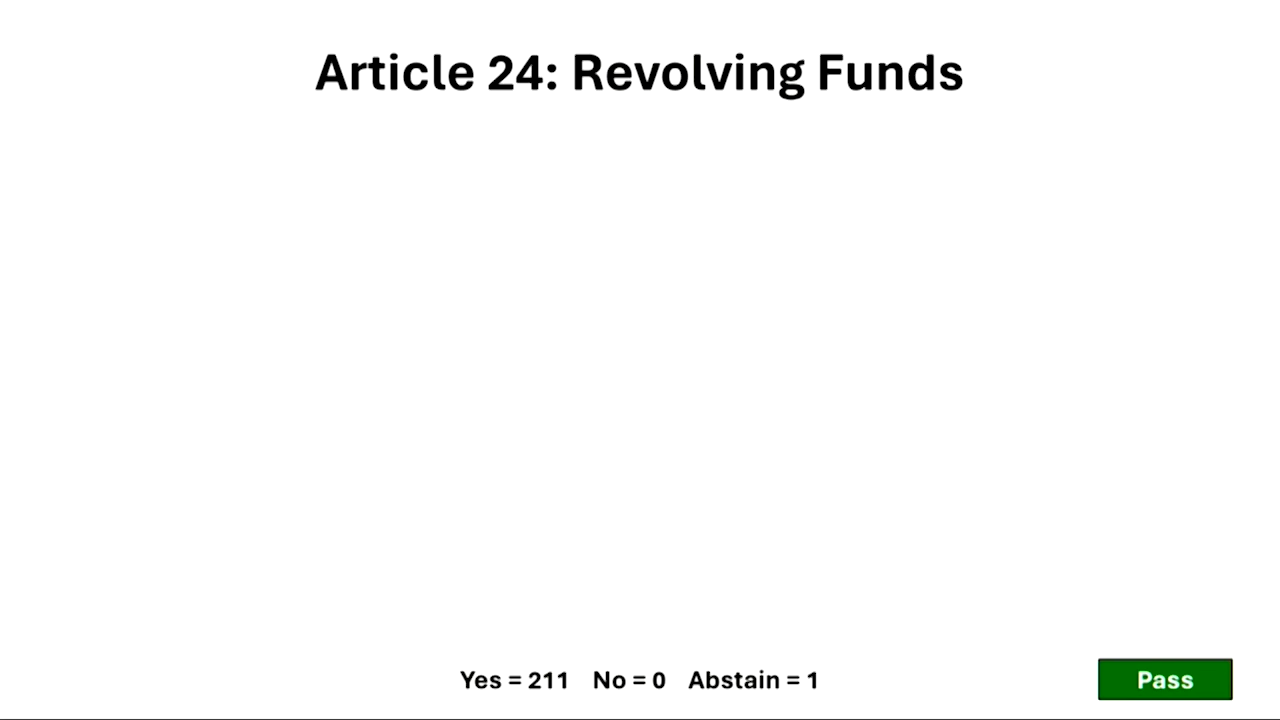 Article 24: Revolving Funds
Yes = 211 No = 0 Abstain = 1
Pass